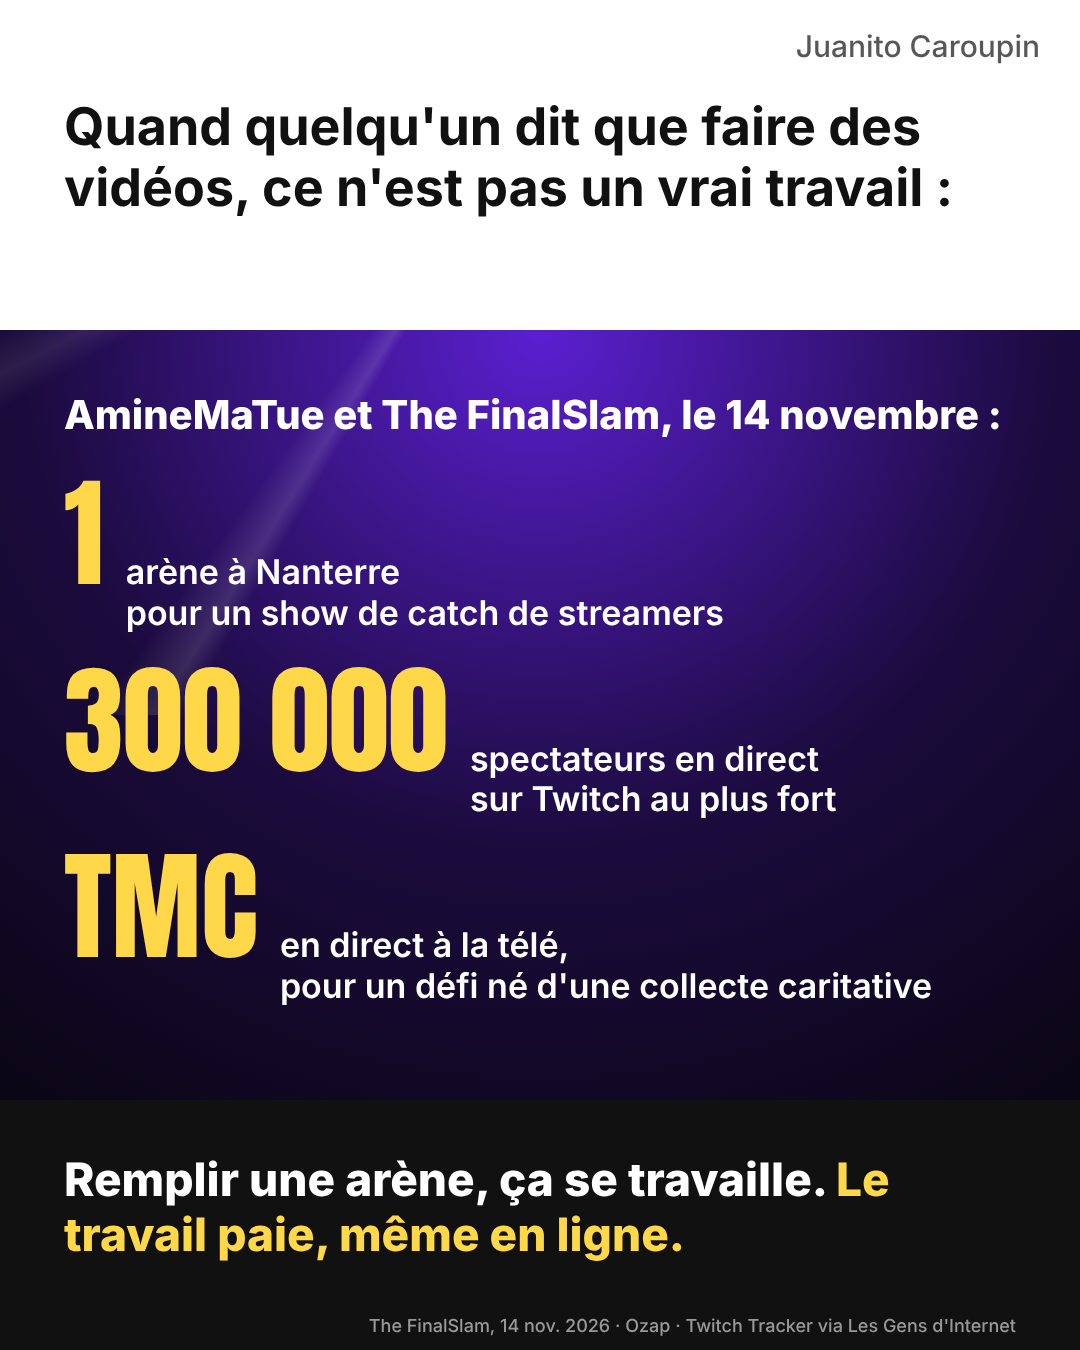 Juanito Caroupin
Quand quelqu'un dit que faire des
vidéos, ce n'est pas un vrai travail :
AmineMaTue et The FinalSlam, le 14 novembre :
1
arène à Nanterre
pour un show de catch de streamers
300 000
spectateurs en direct
sur Twitch au plus fort
TMC
en direct à la télé,
pour un défi né d'une collecte caritative
Remplir une arène, ça se travaille. Le
travail paie, même en ligne.
The FinalSlam, 14 nov. 2026 · Ozap · Twitch Tracker via Les Gens d'Internet